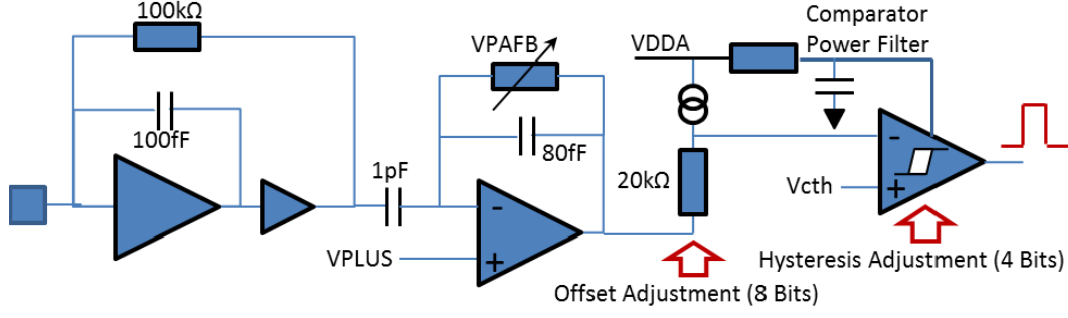 100kΩ
100fF
1pF
VPLUS
VPAFB
80fF
-
+
VDDA
20kΩ
Offset Adjustment (8 Bits)
Comparator
Power Filter
Vcth
-
+
Hysteresis Adjustment (4 Bits)